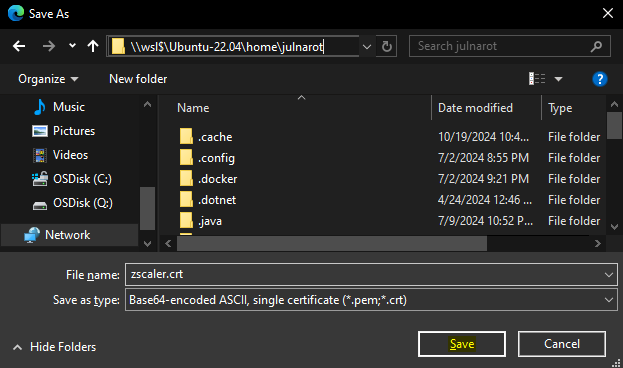 Save As
\\wsl$\Ubuntu-22.04\home\julnarot
Search julnarot
Organize New folder
Name Date modified Type
Music
Pictures
Videos
OSDisk (C:)
OSDisk (Q:)
Network
.cache 10/19/2024 10:4... File folder
.config 7/2/2024 8:55 PM File folder
.docker 7/2/2024 9:21 PM File folder
.dotnet 4/24/2024 12:46 ... File folder
.java 7/9/2024 10:52 P... File folder
File name: zscaler.crt
Save as type: Base64-encoded ASCII, single certificate (*.pem;*.crt)
Hide Folders Save Cancel